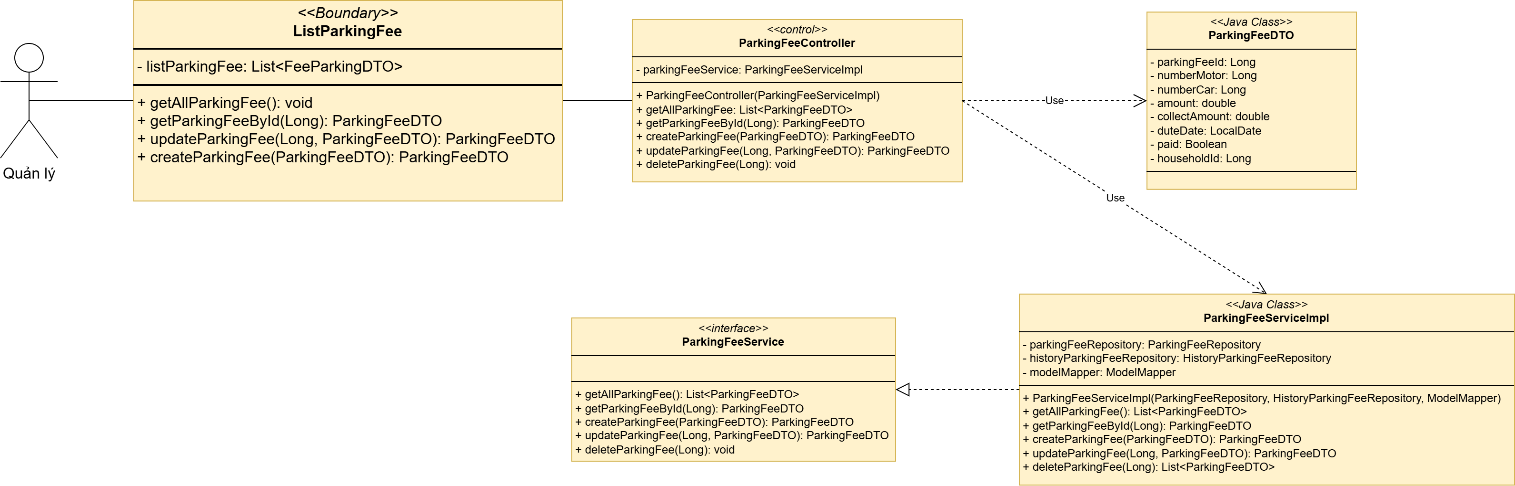 Quản lý
<<Boundary>>
ListParkingFee
- listParkingFee: List<FeeParkingDTO>
+ getAllParkingFee(): void
+ getParkingFeeById(Long): ParkingFeeDTO
+ updateParkingFee(Long, ParkingFeeDTO): ParkingFeeDTO
+ createParkingFee(ParkingFeeDTO): ParkingFeeDTO
<<control>>
ParkingFeeController
- parkingFeeService: ParkingFeeServiceImpl
+ ParkingFeeController(ParkingFeeServiceImpl)
+ getAllParkingFee: List<ParkingFeeDTO>
+ getParkingFeeById(Long): ParkingFeeDTO
+ createParkingFee(ParkingFeeDTO): ParkingFeeDTO
+ updateParkingFee(Long, ParkingFeeDTO): ParkingFeeDTO
+ deleteParkingFee(Long): void
Use
<<Java Class>>
ParkingFeeDTO
- parkingFeeId: Long
- numberMotor: Long
- numberCar: Long
- amount: double
- collectAmount: double
- duteDate: LocalDate
- paid: Boolean
- householdId: Long
Use
<<interface>>
ParkingFeeService
+ getAllParkingFee(): List<ParkingFeeDTO>
+ getParkingFeeById(Long): ParkingFeeDTO
+ createParkingFee(ParkingFeeDTO): ParkingFeeDTO
+ updateParkingFee(Long, ParkingFeeDTO): ParkingFeeDTO
+ deleteParkingFee(Long): void
<<Java Class>>
ParkingFeeServiceImpl
- parkingFeeRepository: ParkingFeeRepository
- historyParkingFeeRepository: HistoryParkingFeeRepository
- modelMapper: ModelMapper
+ ParkingFeeServiceImpl(ParkingFeeRepository, HistoryParkingFeeRepository, ModelMapper)
+ getAllParkingFee(): List<ParkingFeeDTO>
+ getParkingFeeById(Long): ParkingFeeDTO
+ createParkingFee(ParkingFeeDTO): ParkingFeeDTO
+ updateParkingFee(Long, ParkingFeeDTO): ParkingFeeDTO
+ deleteParkingFee(Long): List<ParkingFeeDTO>